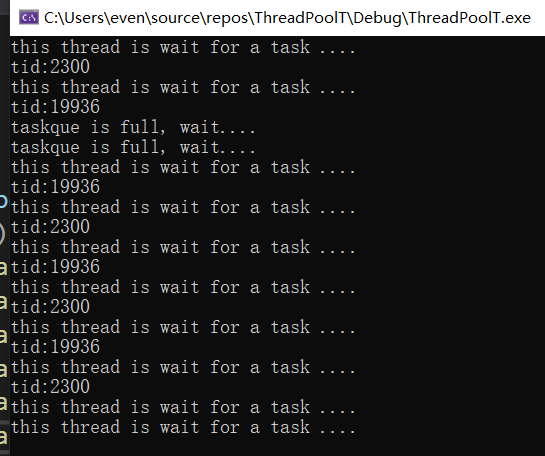 C:\Users\even\source\repos\ThreadPoolT\Debug\ThreadPoolT.exe
this thread is wait for a task ....
tid:2300
this thread is wait for a task ....
tid:19936
taskque is full, wait....
taskque is full, wait....
this thread is wait for a task ....
tid:19936
this thread is wait for a task ....
tid:2300
this thread is wait for a task ....
tid:19936
this thread is wait for a task ....
tid:2300
this thread is wait for a task ....
tid:19936
this thread is wait for a task ....
tid:2300
this thread is wait for a task ....
this thread is wait for a task ....